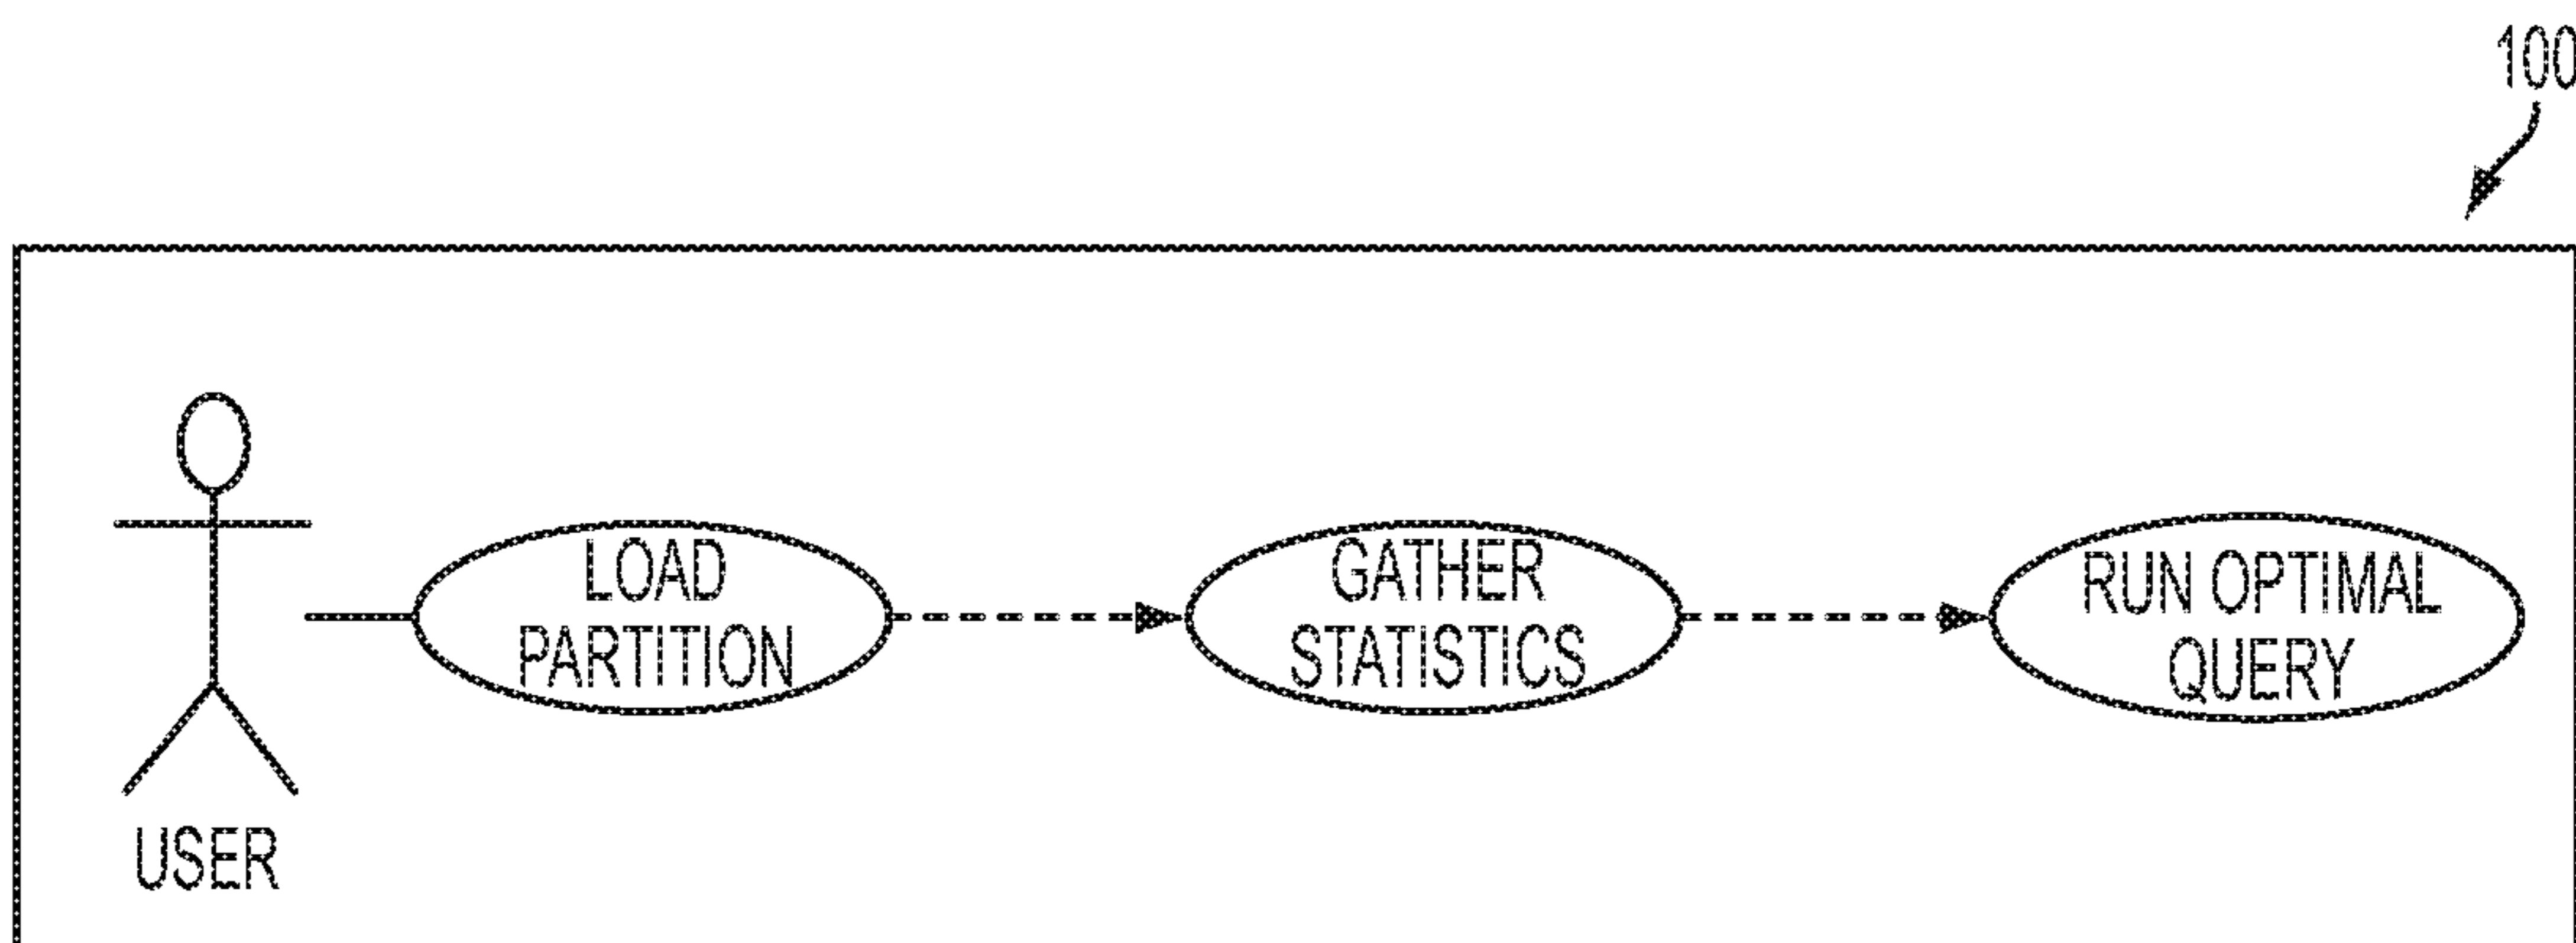 100
LOAD
PARTITION
GATHER
STATISTICS
RUN OPTIMAL
QUERY
USER